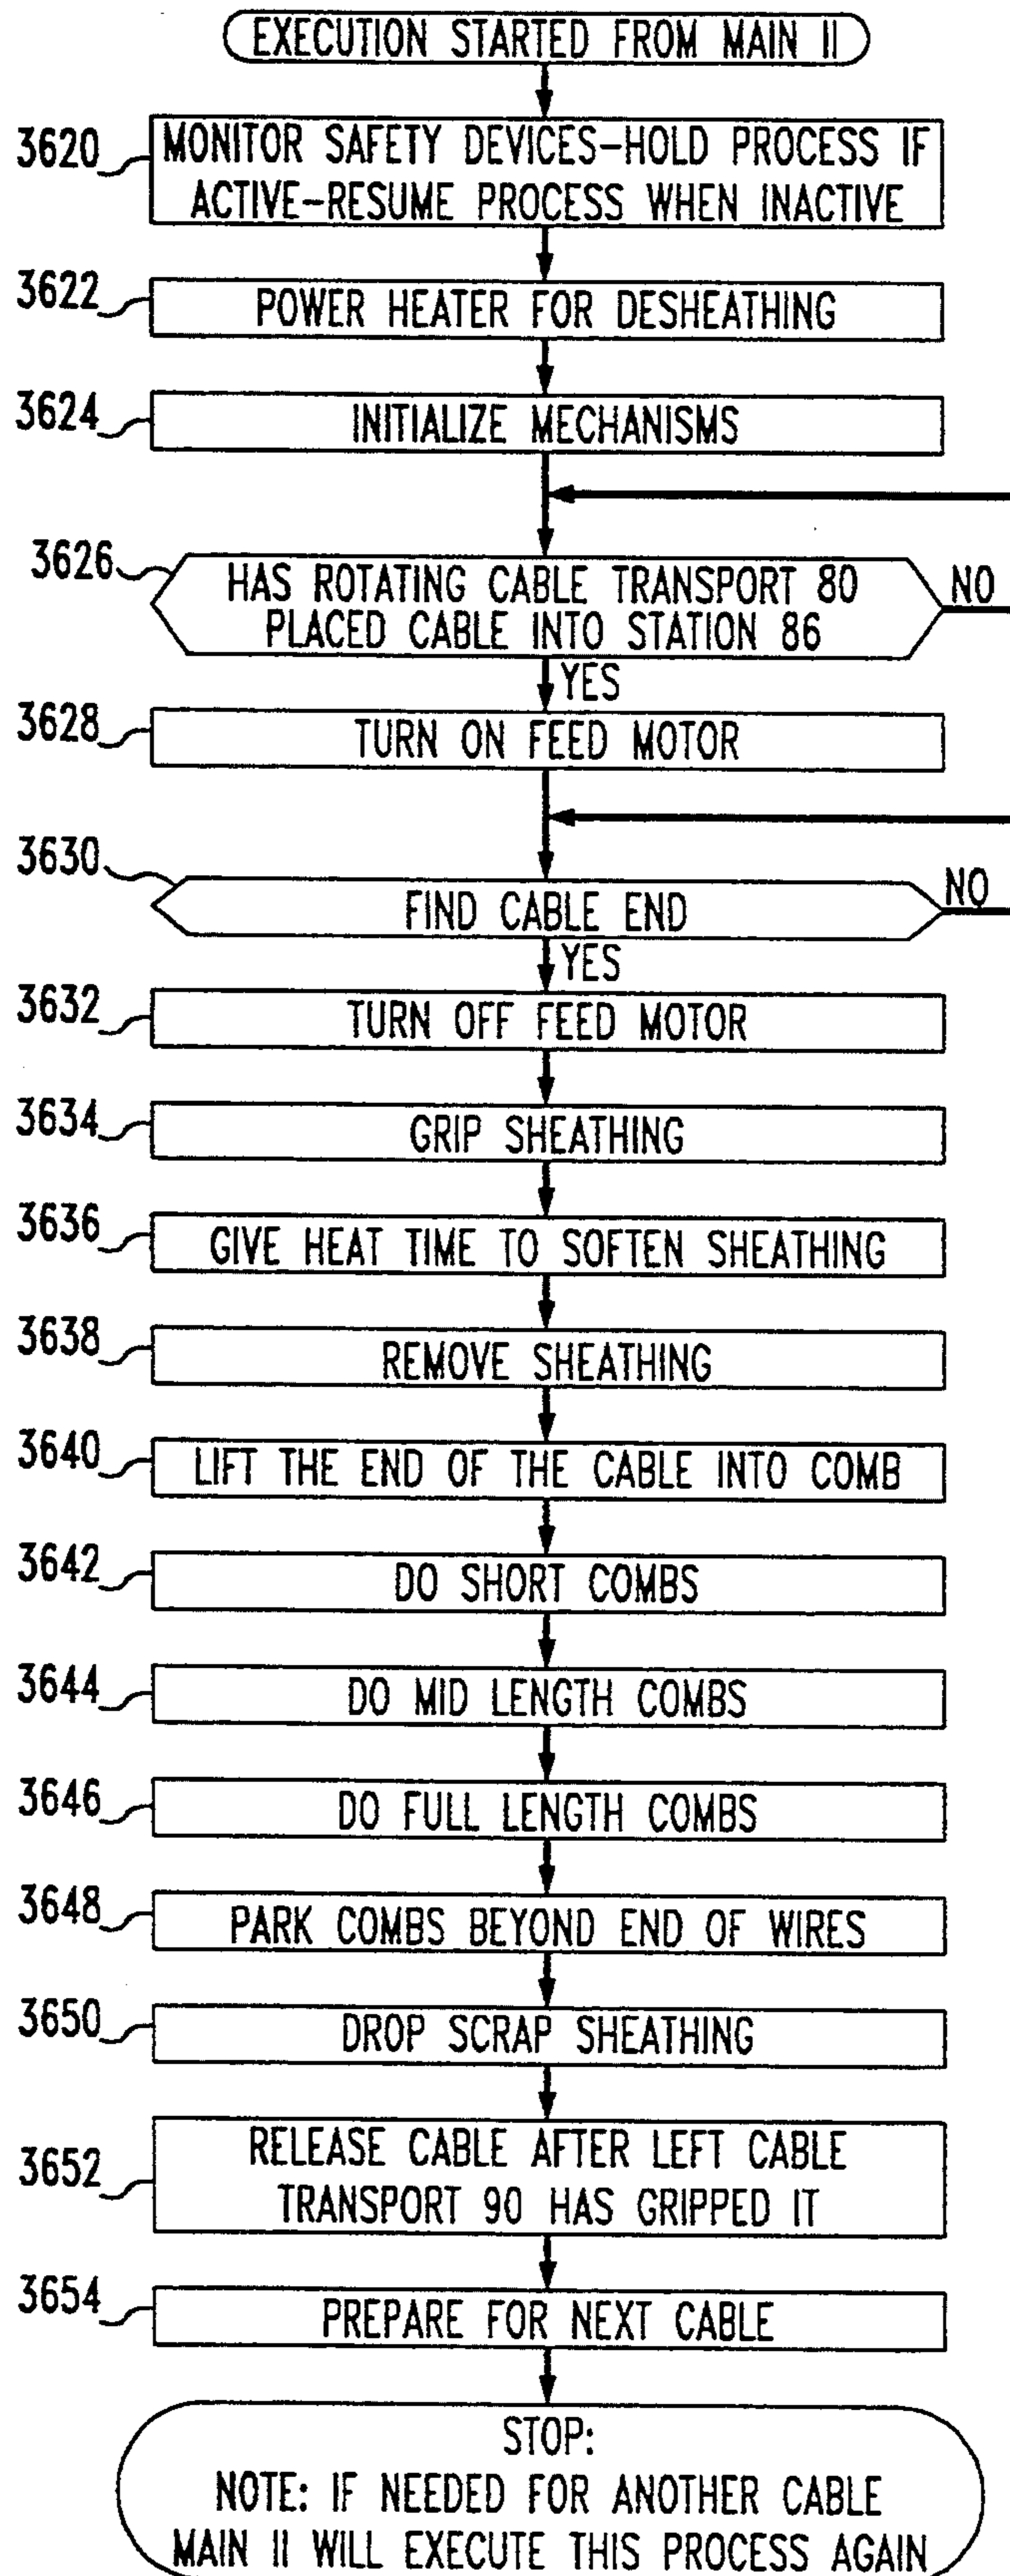 EXECUTION STARTED FROM MAIN II
3620
MONITOR SAFETY DEVICES-HOLD PROCESS IF
ACTIVE-RESUME PROCESS WHEN INACTIVE
3622
POWER HEATER FOR DESHEATHING
3624
INITIALIZE MECHANISMS
3626
HAS ROTATING CABLE TRANSPORT 80
PLACED CABLE INTO STATION 86
NO
YES
3628
TURN ON FEED MOTOR
3630
FIND CABLE END
NO
YES
3632
TURN OFF FEED MOTOR
3634
GRIP SHEATHING
3636
GIVE HEAT TIME TO SOFTEN SHEATHING
3638
REMOVE SHEATHING
3640
LIFT THE END OF THE CABLE INTO COMB
3642
DO SHORT COMBS
3644
DO MID LENGTH COMBS
3646
DO FULL LENGTH COMBS
3648
PARK COMBS BEYOND END OF WIRES
3650
DROP SCRAP SHEATHING
3652
RELEASE CABLE AFTER LEFT CABLE
TRANSPORT 90 HAS GRIPPED IT
3654
PREPARE FOR NEXT CABLE
STOP:
NOTE: IF NEEDED FOR ANOTHER CABLE
MAIN II WILL EXECUTE THIS PROCESS AGAIN